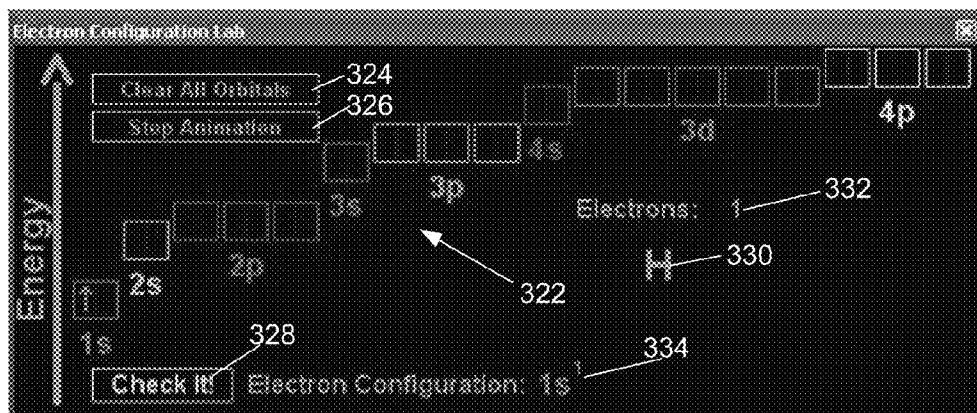 Electron Configuration Lab
Energy
Clear All Orbitals
324
Stop Animation
326
4p
3d
4s
3p
3s
Electrons: 1
332
2p
2s
322
H
330
↑
1s
328
334
Check It!
Electron Configuration: 1s¹